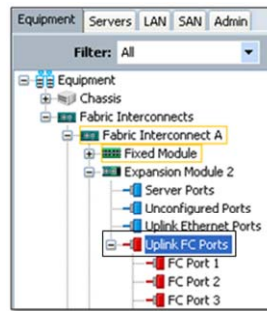 Equipment Servers LAN SAN Admin
Filter: All
Equipment
Chassis
Fabric Interconnects
Fabric Interconnect A
Fixed Module
Expansion Module 2
Server Ports
Unconfigured Ports
Uplink Ethernet Ports
Uplink FC Ports
FC Port 1
FC Port 2
FC Port 3